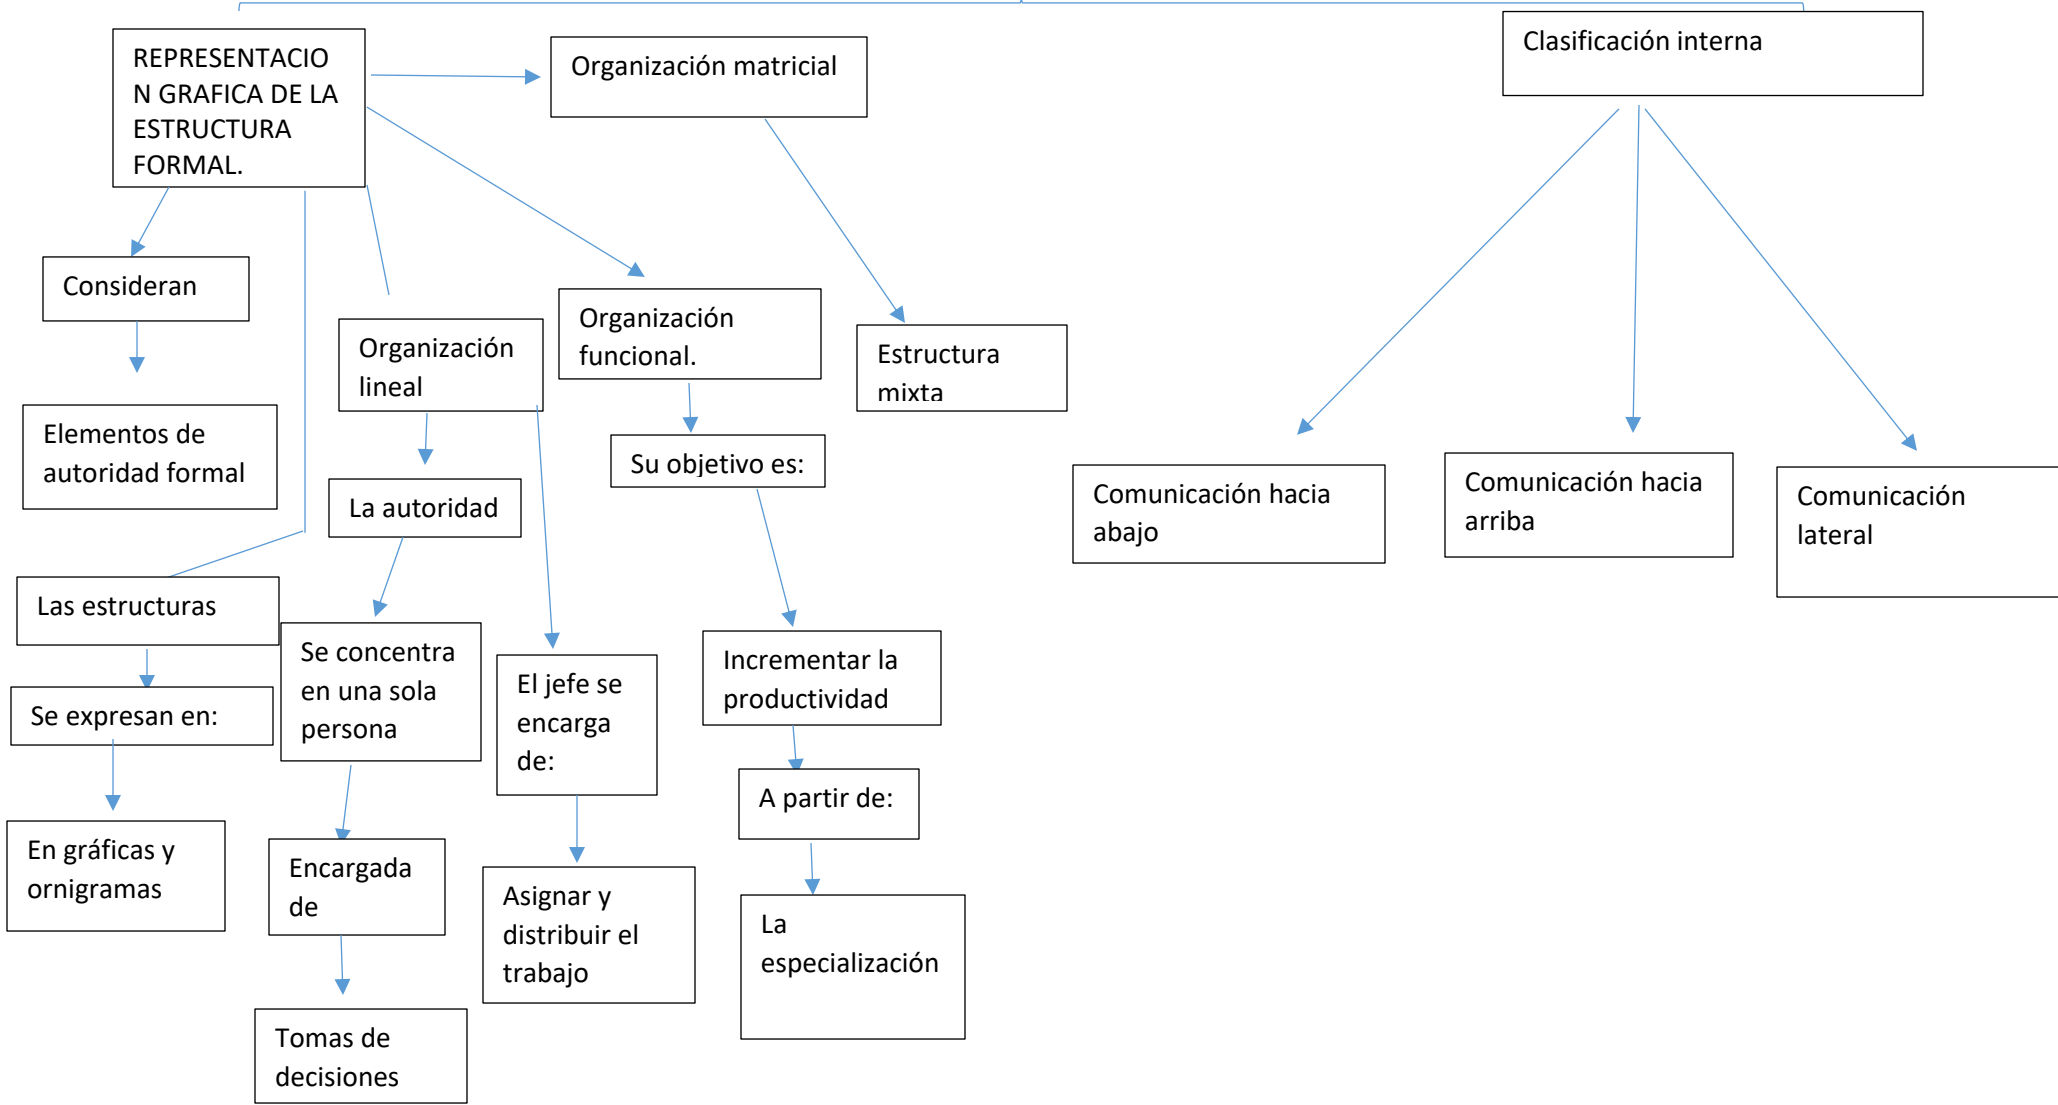 REPRESENTACIO
N GRAFICA DE LA
ESTRUCTURA
FORMAL.
Organización matricial
Clasificación interna
Consideran
Organización
funcional.
Organización
lineal
Estructura
mixta
Elementos de
autoridad formal
Su objetivo es:
La autoridad
Comunicación hacia
abajo
Comunicación hacia
arriba
Comunicación
lateral
Las estructuras
Se concentra
en una sola
persona
El jefe se
encarga
de:
Incrementar la
productividad
Se expresan en:
A partir de:
En gráficas y
ornigramas
Encargada
de
Asignar y
distribuir el
trabajo
La
especialización
Tomas de
decisiones